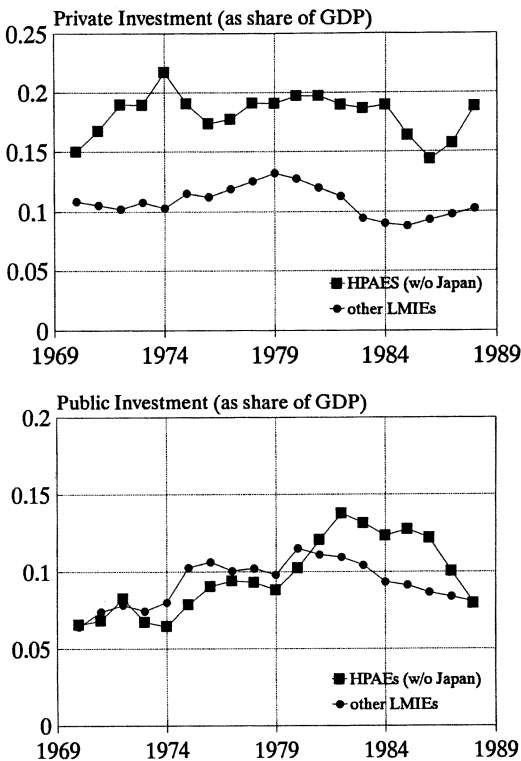 Private Investment (as share of GDP)
0.25
0.2
0.15
0.1
0.05
0
HPAES (w/o Japan)
other LMIEs
1969 1974 1979 1984 1989
Public Investment (as share of GDP)
0.2
0.15
0.1
0.05
0
HPAEs (w/o Japan)
other LMIEs
1969 1974 1979 1984 1989